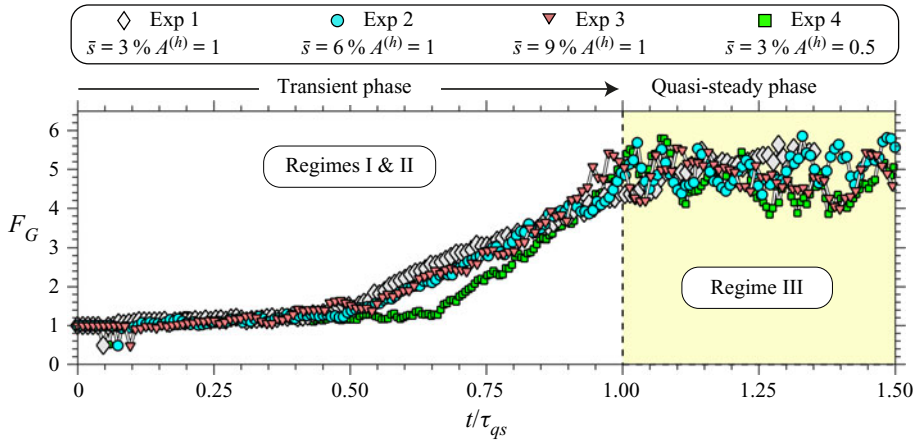 Exp 1 Exp 2 Exp 3 Exp 4
s̄ = 3 % A^(h) = 1 s̄ = 6 % A^(h) = 1 s̄ = 9 % A^(h) = 1 s̄ = 3 % A^(h) = 0.5
Transient phase Quasi-steady phase
6
5
4
3
2
1
0
F_G
Regimes I & II
Regime III
0 0.25 0.50 0.75 1.00 1.25 1.50
t/τ_qs